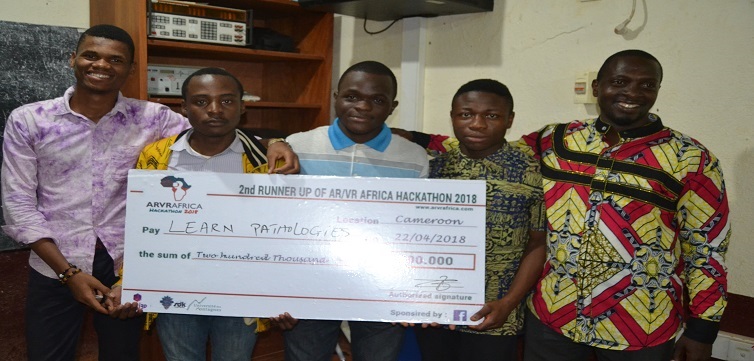 2nd RUNNER UP OF AR/VR AFRICA HACKATHON 2018
www.arvrafrica.com
ARVRAFRICA
HACKATHON 2018
Location Cameroon
Pay LEARN PATHOLOGIES 22/04/2018
the sum of Two hundred Thousand 00.000
Authorised signature
Sponsired by: f